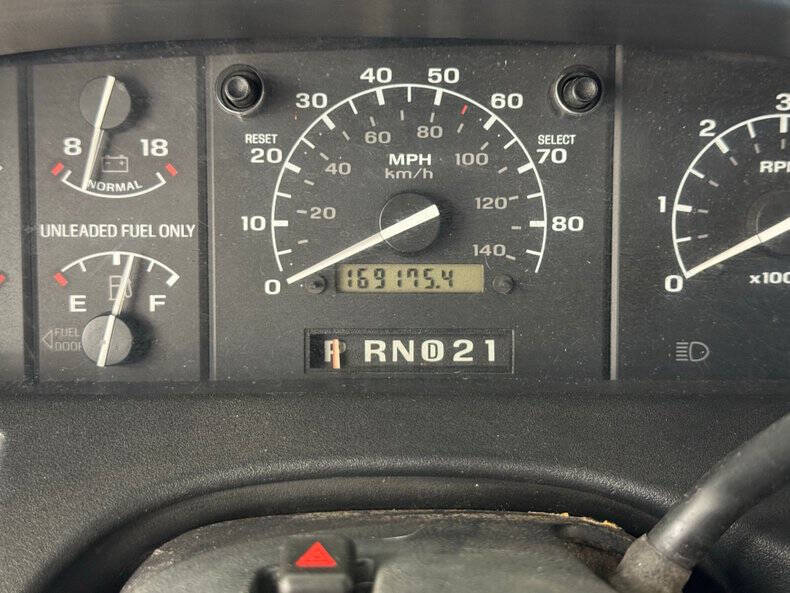 40 50
30 60
60 80
RESET SELECT
20 70
40 100
MPH
km/h
8 18
NORMAL
UNLEADED FUEL ONLY
10 80
20 120
140
0
169175.4
E F
FUEL
DOOR
P R N D 2 1
0 1 2 3
RPM
x100